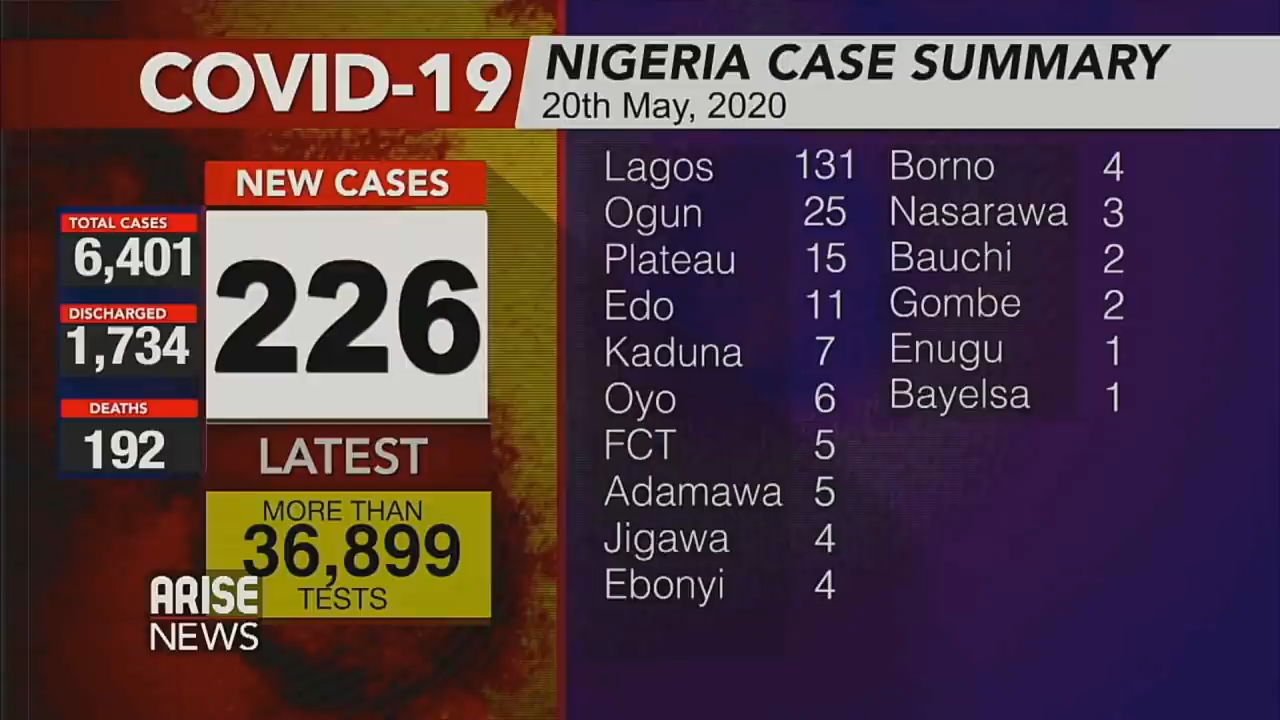 COVID-19
NIGERIA CASE SUMMARY
20th May, 2020
NEW CASES
226
TOTAL CASES
6,401
DISCHARGED
1,734
DEATHS
192
LATEST
MORE THAN
36,899
TESTS
ARISE
NEWS
Lagos 131
Ogun 25
Plateau 15
Edo 11
Kaduna 7
Oyo 6
FCT 5
Adamawa 5
Jigawa 4
Ebonyi 4
Borno 4
Nasarawa 3
Bauchi 2
Gombe 2
Enugu 1
Bayelsa 1